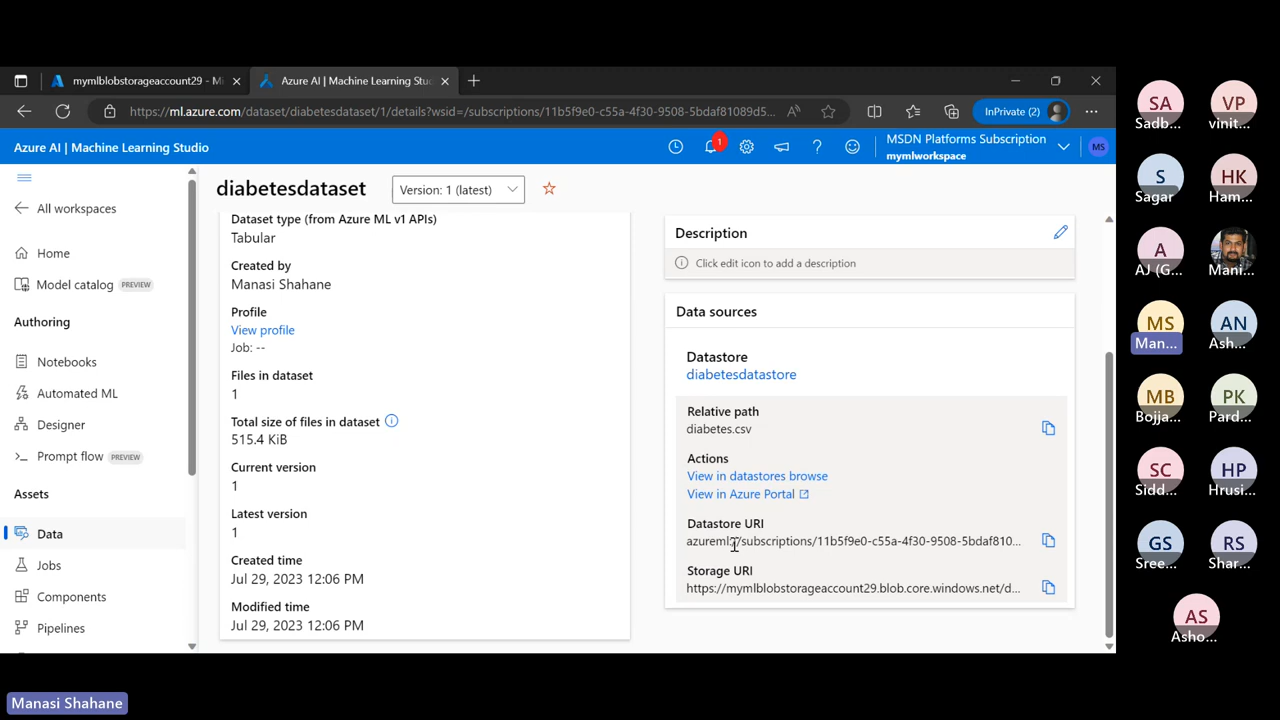 mymlblobstorageaccount29 - Mi
Azure AI | Machine Learning Stud
https://ml.azure.com/dataset/diabetesdataset/1/details?wsid=/subscriptions/11b5f9e0-c55a-4f30-9508-5bdaf81089d5...
InPrivate (2)
Azure AI | Machine Learning Studio
1
MSDN Platforms Subscription
mymlworkspace
MS
All workspaces
Home
Model catalog PREVIEW
Authoring
Notebooks
Automated ML
Designer
Prompt flow PREVIEW
Assets
Data
Jobs
Components
Pipelines
diabetesdataset
Version: 1 (latest)
Dataset type (from Azure ML v1 APIs)
Tabular
Created by
Manasi Shahane
Profile
View profile
Job: --
Files in dataset
1
Total size of files in dataset
515.4 KiB
Current version
1
Latest version
1
Created time
Jul 29, 2023 12:06 PM
Modified time
Jul 29, 2023 12:06 PM
Description
Click edit icon to add a description
Data sources
Datastore
diabetesdatastore
Relative path
diabetes.csv
Actions
View in datastores browse
View in Azure Portal
Datastore URI
azureml://subscriptions/11b5f9e0-c55a-4f30-9508-5bdaf810...
Storage URI
https://mymlblobstorageaccount29.blob.core.windows.net/d...
SA
Sadb...
VP
vinit...
S
Sagar
HK
Ham...
A
AJ (G...
Mani...
MS
Man...
AN
Ash...
MB
Bojja...
PK
Pard...
SC
Sidd...
HP
Hrusi...
GS
Sree...
RS
Shar...
AS
Asho...
Manasi Shahane